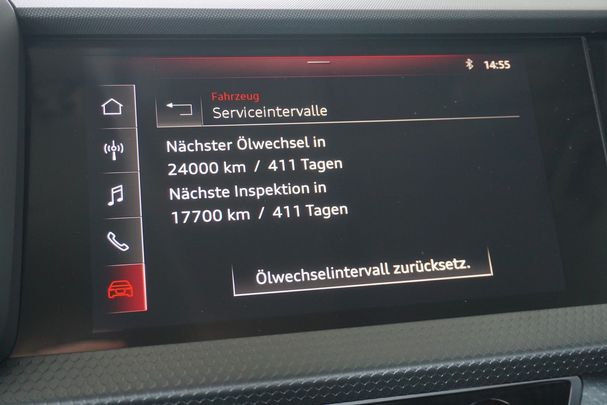 14:55
Fahrzeug
Serviceintervalle
Nächster Ölwechsel in
24000 km / 411 Tagen
Nächste Inspektion in
17700 km / 411 Tagen
Ölwechselintervall zurücksetz.